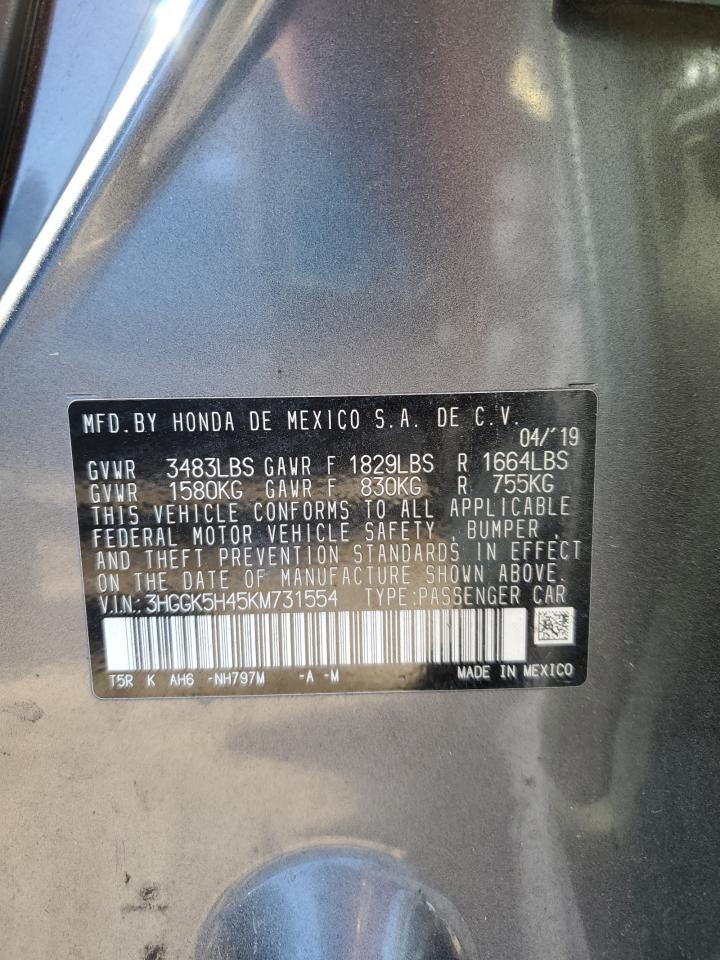 MFD.BY HONDA DE MEXICO S.A. DE C.V.
04/'19
GVWR 3483LBS GAWR F 1829LBS R 1664LBS
GVWR 1580KG GAWR F 830KG R 755KG
THIS VEHICLE CONFORMS TO ALL APPLICABLE
FEDERAL MOTOR VEHICLE SAFETY , BUMPER ,
AND THEFT PREVENTION STANDARDS IN EFFECT
ON THE DATE OF MANUFACTURE SHOWN ABOVE.
V.I.N.: 3HGGK5H45KM731554 TYPE:PASSENGER CAR
T5R K AH6 -NH797M -A -M MADE IN MEXICO